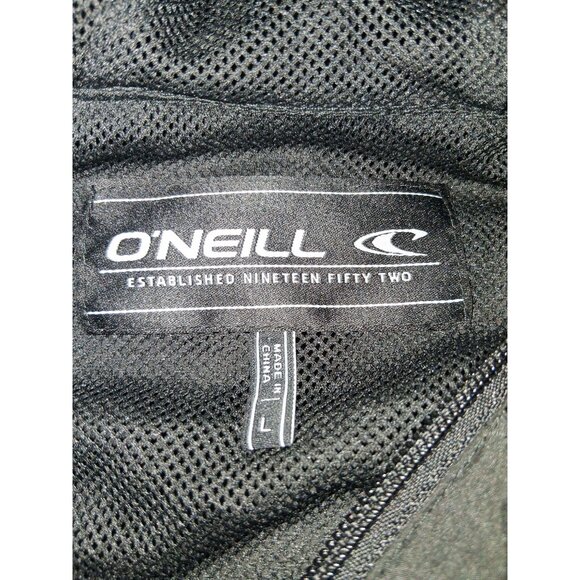 O'NEILL
ESTABLISHED NINETEEN FIFTY TWO
MADE IN
CHINA
L